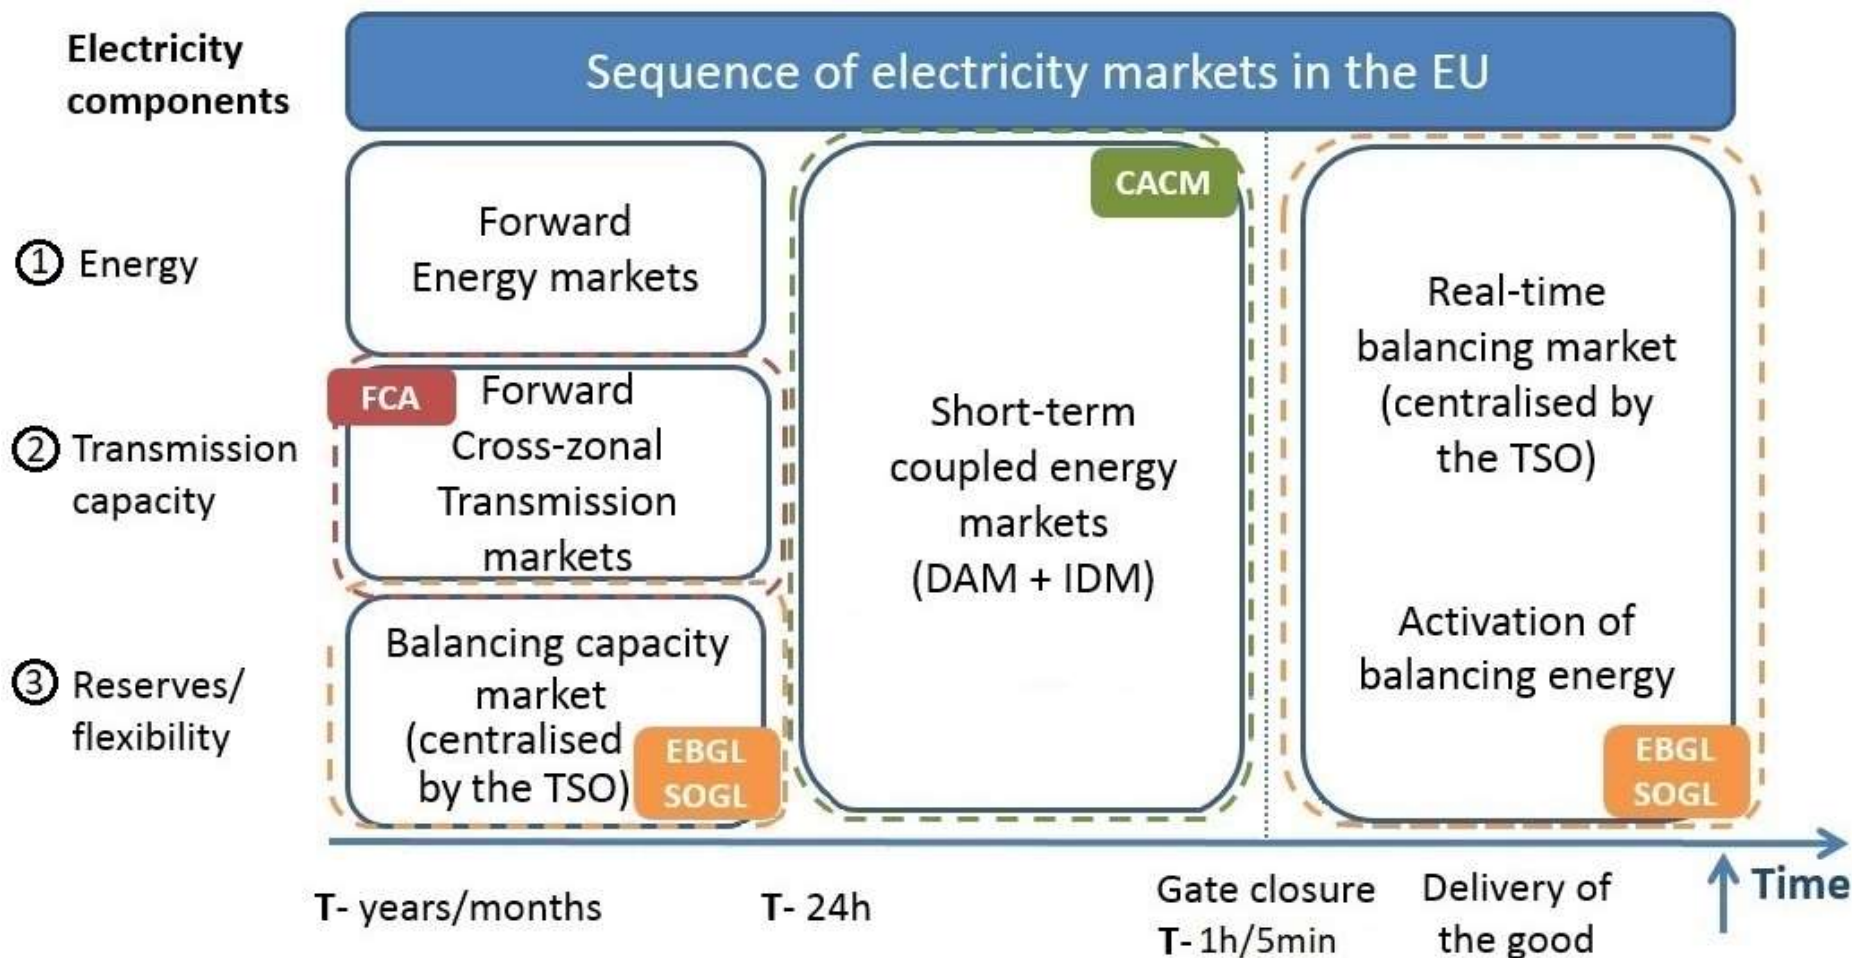 Electricity
components
Sequence of electricity markets in the EU
① Energy
Forward
Energy markets
② Transmission
capacity
FCA
Forward
Cross-zonal
Transmission
markets
③ Reserves/
flexibility
Balancing capacity
market
(centralised
by the TSO)
EBGL
SOGL
CACM
Short-term
coupled energy
markets
(DAM + IDM)
Real-time
balancing market
(centralised by
the TSO)
Activation of
balancing energy
EBGL
SOGL
T- years/months
T- 24h
Gate closure
T- 1h/5min
Delivery of
the good
Time